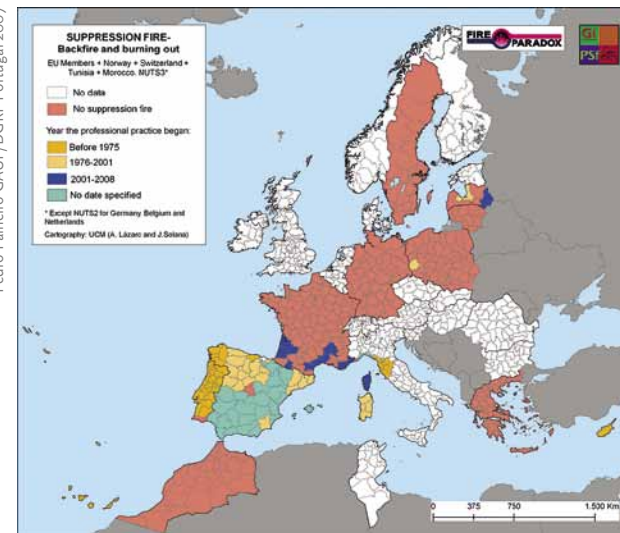 SUPPRESSION FIRE-
Backfire and burning out
EU Members + Norway + Switzerland +
Tunisia + Morocco. NUTS3*
No data
No suppression fire
Year the professional practice began:
Before 1975
1976-2001
2001-2008
No date specified
* Except NUTS2 for Germany, Belgium and
Netherlands
Cartography: UCM (A. Lázaro and J.Solana)
FIRE
PARADOX
GI
PSF
0 375 750 1.500 Km